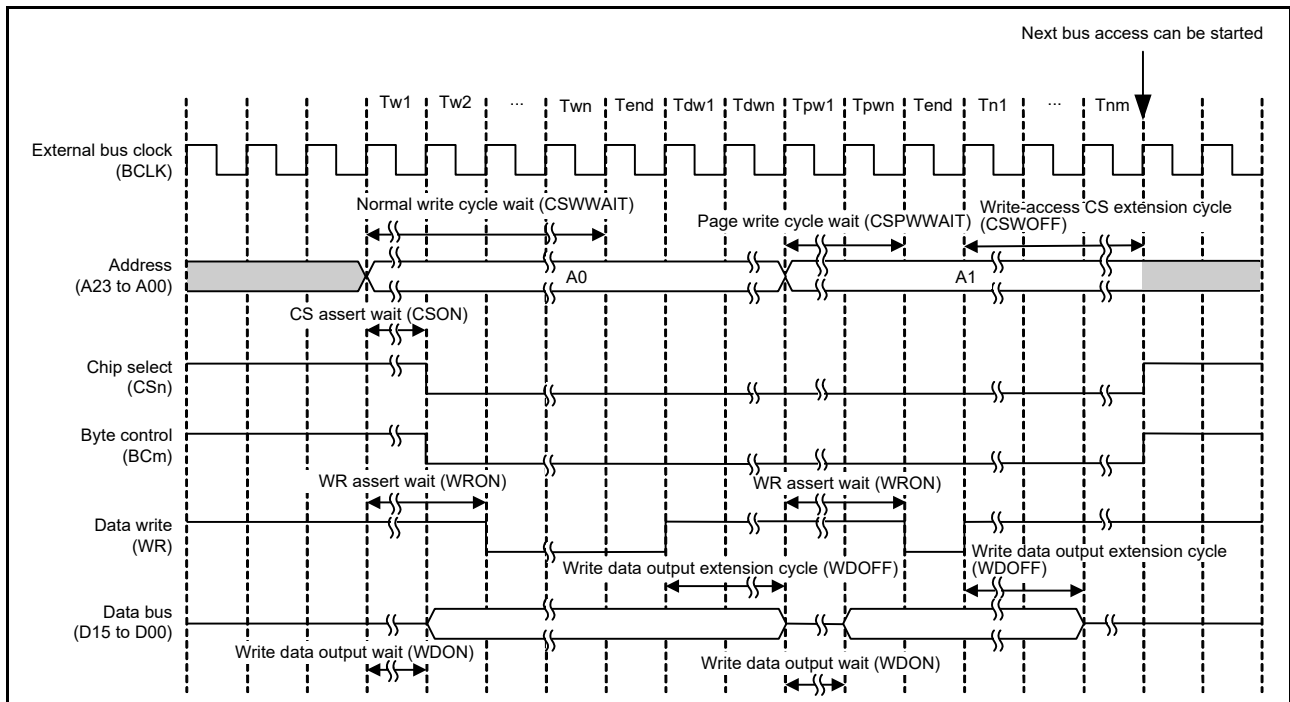 Next bus access can be started
Tw1 Tw2 ... Twn Tend Tdw1 Tdwn Tpw1 Tpwn Tend Tn1 ... Tnm
External bus clock
(BCLK)
Normal write cycle wait (CSWWAIT)
Page write cycle wait (CSPWWAIT)
Write-access CS extension cycle
(CSWOFF)
Address
(A23 to A00)
A0
A1
CS assert wait (CSON)
Chip select
(CSn)
Byte control
(BCm)
WR assert wait (WRON)
WR assert wait (WRON)
Data write
(WR)
Write data output extension cycle (WDOFF)
Write data output extension cycle
(WDOFF)
Data bus
(D15 to D00)
Write data output wait (WDON)
Write data output wait (WDON)